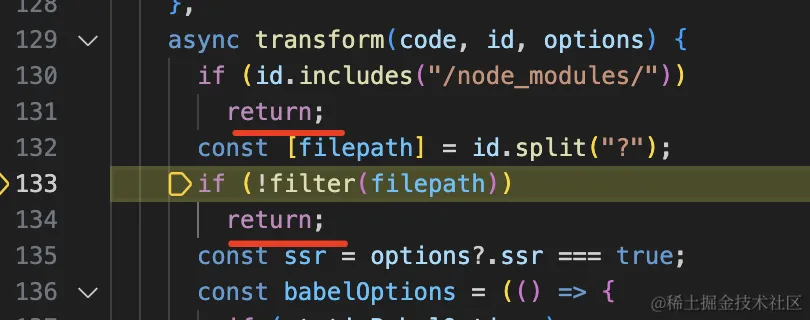 128 },
129 async transform(code, id, options) {
130 if (id.includes("/node_modules/"))
131 return;
132 const [filepath] = id.split("?");
133 if (!filter(filepath))
134 return;
135 const ssr = options?.ssr === true;
136 const babelOptions = (() => {
@稀土掘金技术社区